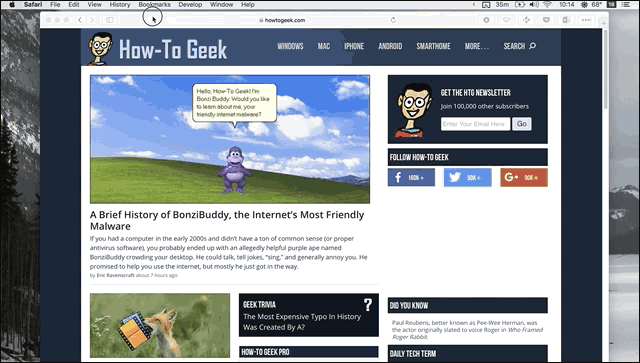 Safari File Edit View History Bookmarks Develop Window Help
35m 10:14 68°
howtogeek.com
How-To Geek
WINDOWS MAC IPHONE ANDROID SMARTHOME MORE... SEARCH
Hello, How-To Geek! I'm
Bonzi Buddy. Would you like
to learn about me, your
friendly internet malware?
GET THE HTG NEWSLETTER
Join 100,000 other subscribers
Enter Your Email Here Go
FOLLOW HOW-TO GEEK
A Brief History of BonziBuddy, the Internet's Most Friendly
Malware
If you had a computer in the early 2000s and didn't have a ton of common sense (or proper
antivirus software), you probably ended up with an allegedly helpful purple ape named
BonziBuddy crowding your desktop. He could talk, tell jokes, "sing," and generally annoy you. He
promised to help you use the internet, but mostly he just got in the way.
by Eric Ravenscraft about 7 hours ago
GEEK TRIVIA ?
The Most Expensive Typo In History
Was Created By A?
HOW-TO GEEK PRO
DID YOU KNOW
Paul Reubens, better known as Pee-Wee Herman, was
the actor originally slated to voice Roger in Who Framed
Roger Rabbit.
DAILY TECH TERM